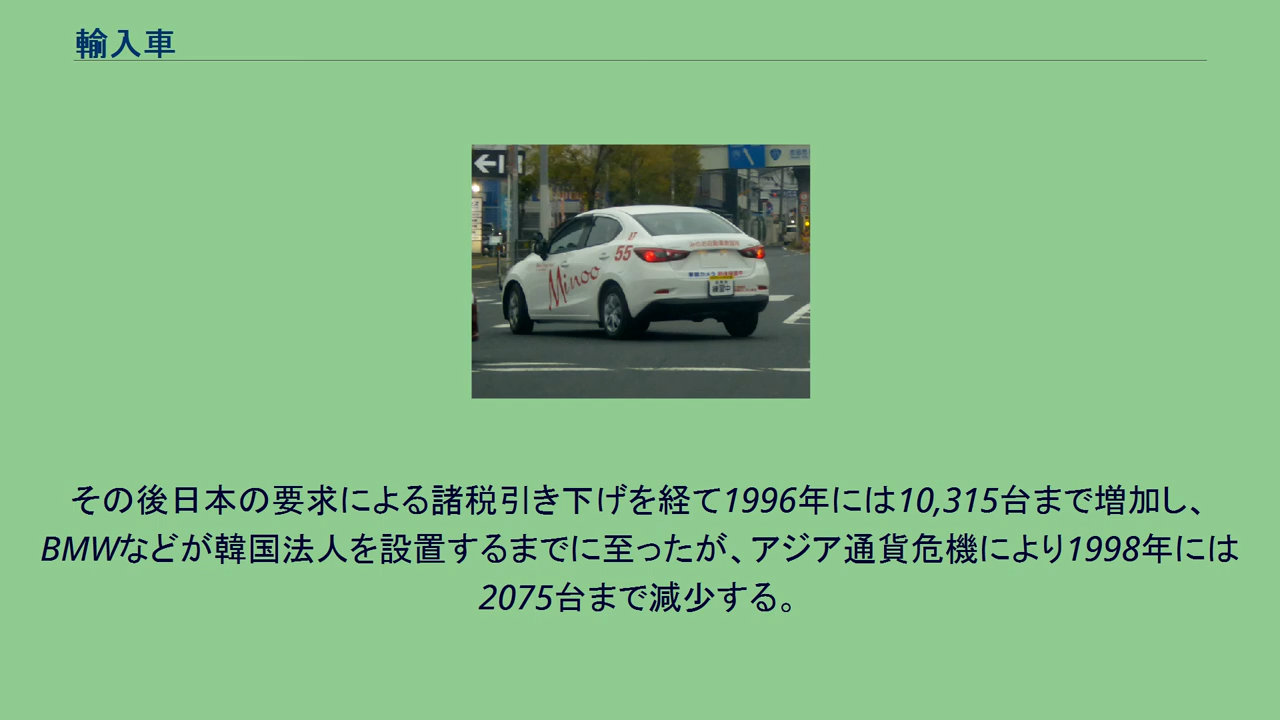 輸入車
その後日本の要求による諸税引き下げを経て1996年には10,315台まで増加し、
BMWなどが韓国法人を設置するまでに至ったが、アジア通貨危機により1998年には
2075台まで減少する。
AT
55
Minoo
練習中